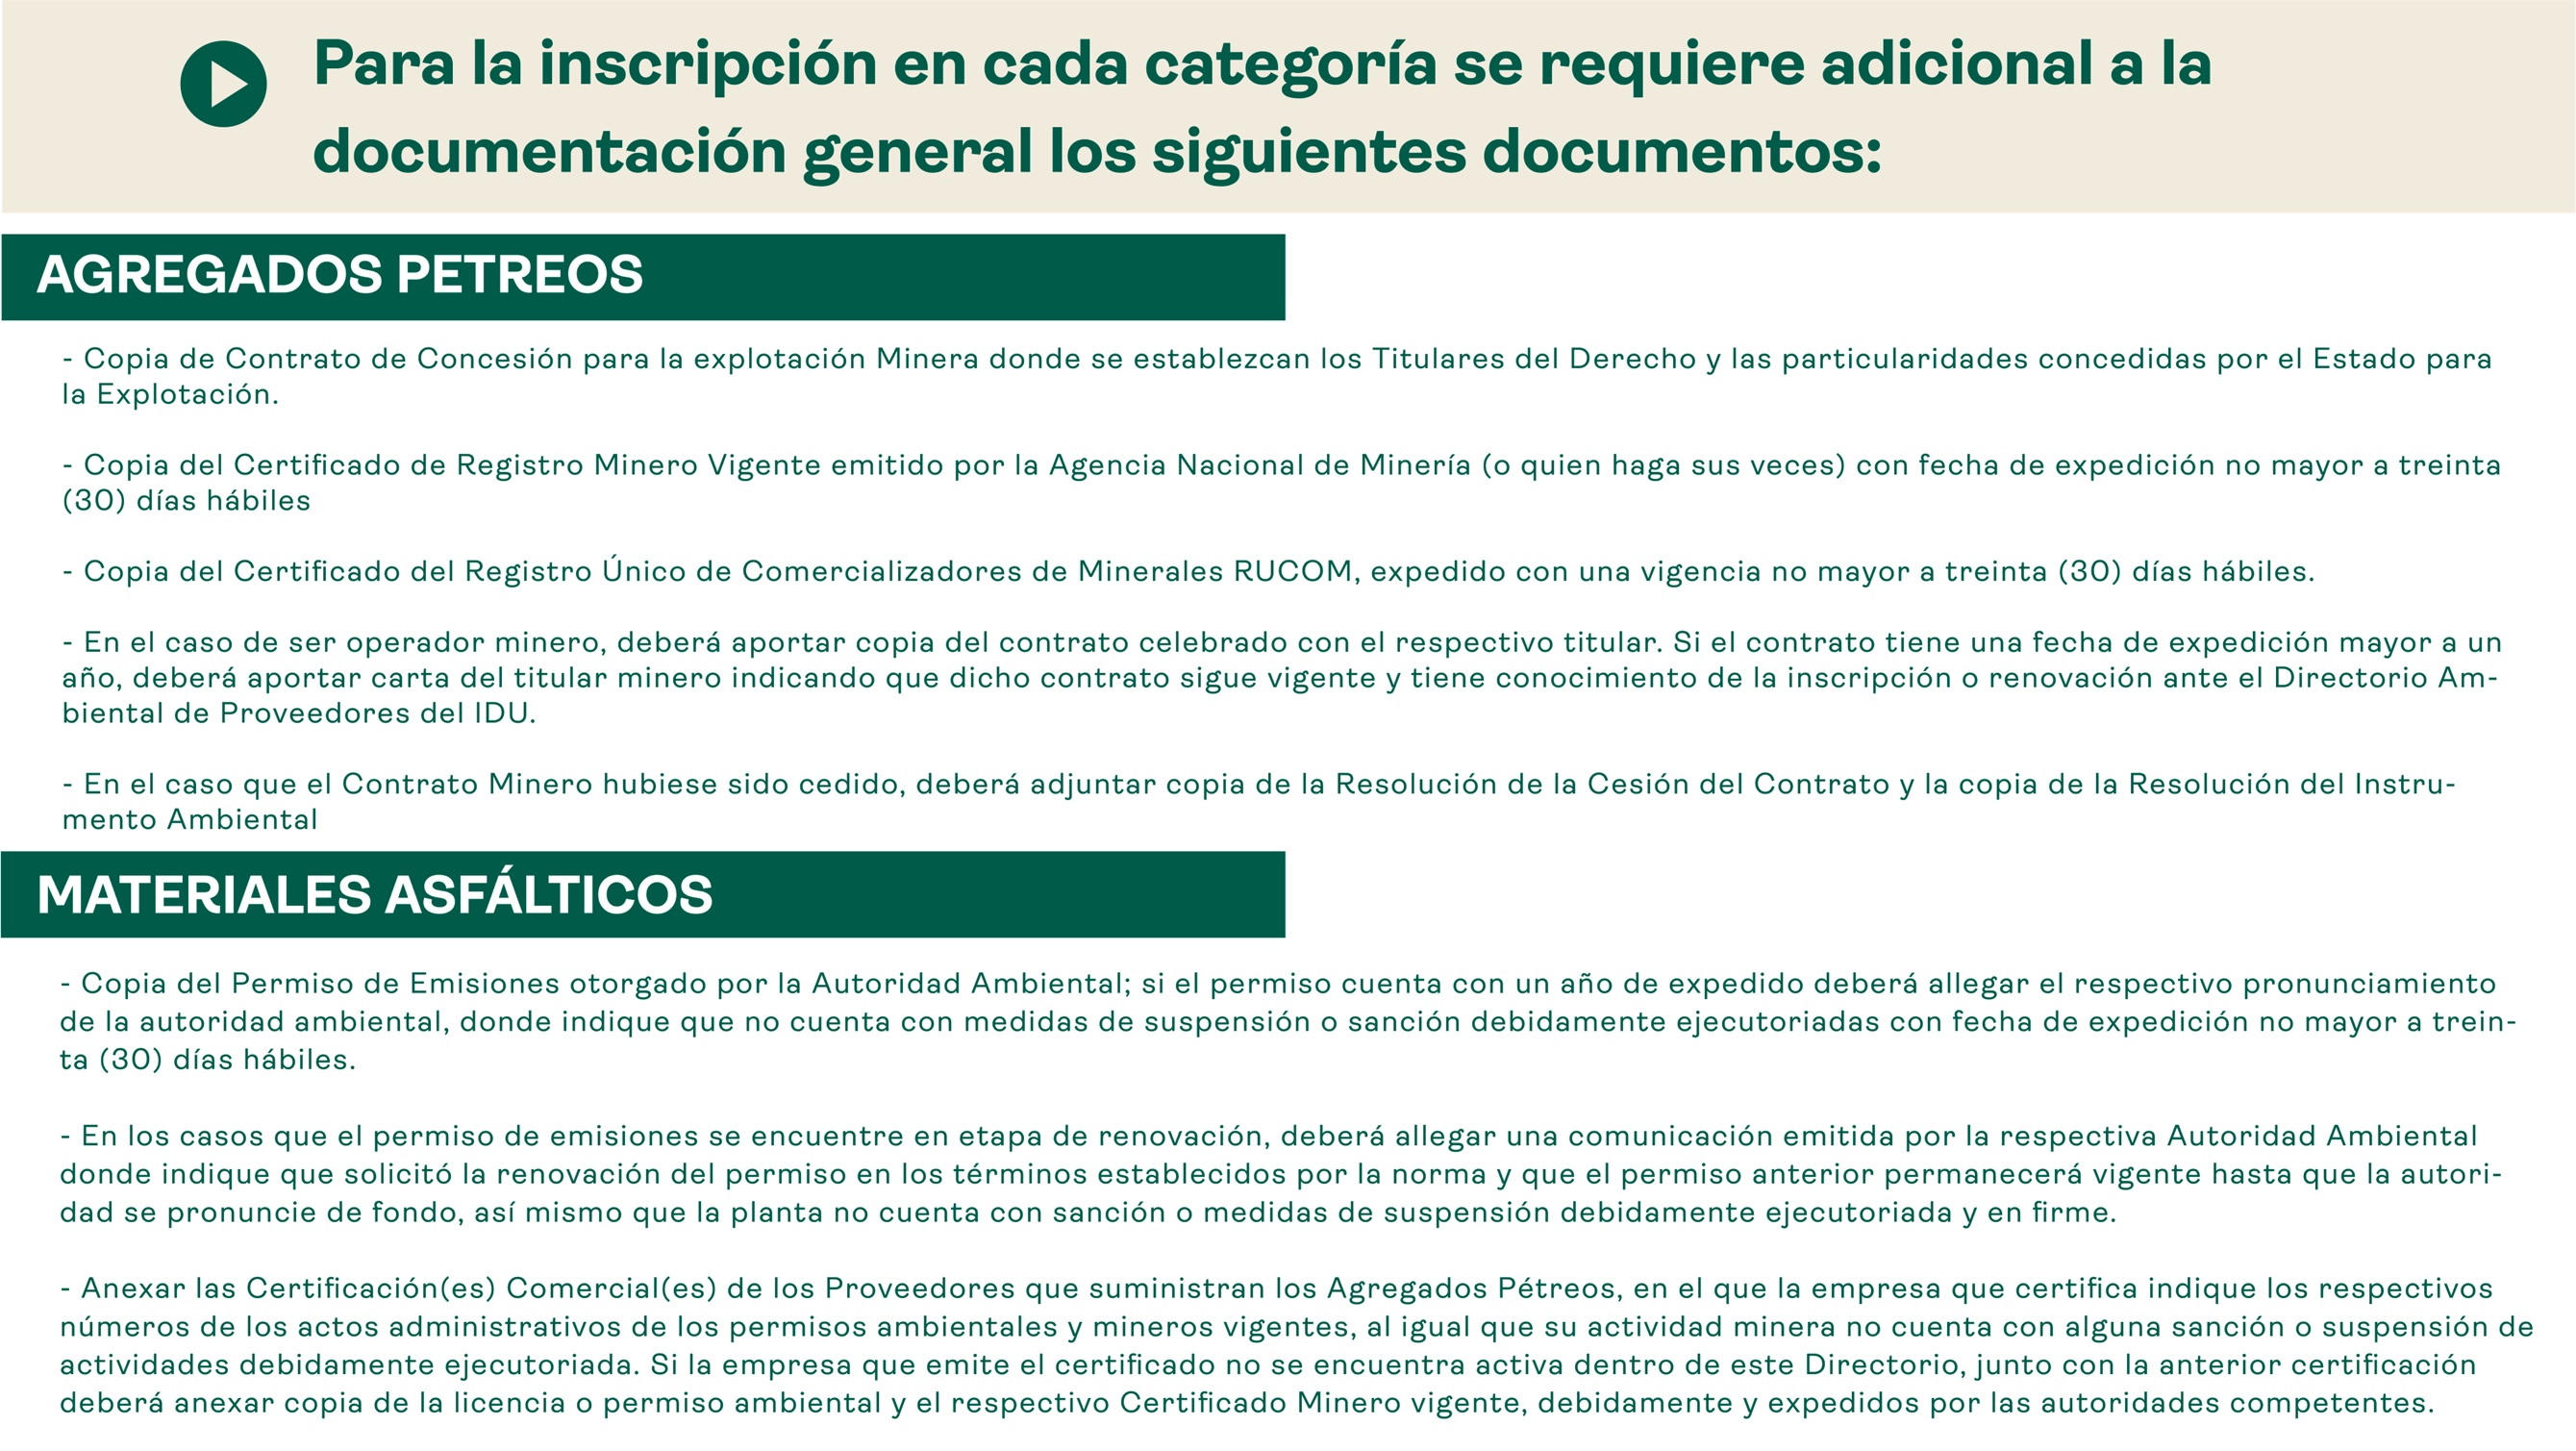 Para la inscripción en cada categoría se requiere adicional a la
documentación general los siguientes documentos:
AGREGADOS PETREOS
- Copia de Contrato de Concesión para la explotación Minera donde se establezcan los Titulares del Derecho y las particularidades concedidas por el Estado para
la Explotación.
- Copia del Certificado de Registro Minero Vigente emitido por la Agencia Nacional de Minería (o quien haga sus veces) con fecha de expedición no mayor a treinta
(30) días hábiles
- Copia del Certificado del Registro Único de Comercializadores de Minerales RUCOM, expedido con una vigencia no mayor a treinta (30) días hábiles.
- En el caso de ser operador minero, deberá aportar copia del contrato celebrado con el respectivo titular. Si el contrato tiene una fecha de expedición mayor a un
año, deberá aportar carta del titular minero indicando que dicho contrato sigue vigente y tiene conocimiento de la inscripción o renovación ante el Directorio Am-
biental de Proveedores del IDU.
- En el caso que el Contrato Minero hubiese sido cedido, deberá adjuntar copia de la Resolución de la Cesión del Contrato y la copia de la Resolución del Instru-
mento Ambiental
MATERIALES ASFÁLTICOS
- Copia del Permiso de Emisiones otorgado por la Autoridad Ambiental; si el permiso cuenta con un año de expedido deberá allegar el respectivo pronunciamiento
de la autoridad ambiental, donde indique que no cuenta con medidas de suspensión o sanción debidamente ejecutoriadas con fecha de expedición no mayor a trein-
ta (30) días hábiles.
- En los casos que el permiso de emisiones se encuentre en etapa de renovación, deberá allegar una comunicación emitida por la respectiva Autoridad Ambiental
donde indique que solicitó la renovación del permiso en los términos establecidos por la norma y que el permiso anterior permanecerá vigente hasta que la autori-
dad se pronuncie de fondo, así mismo que la planta no cuenta con sanción o medidas de suspensión debidamente ejecutoriada y en firme.
- Anexar las Certificación(es) Comercial(es) de los Proveedores que suministran los Agregados Pétreos, en el que la empresa que certifica indique los respectivos
números de los actos administrativos de los permisos ambientales y mineros vigentes, al igual que su actividad minera no cuenta con alguna sanción o suspensión de
actividades debidamente ejecutoriada. Si la empresa que emite el certificado no se encuentra activa dentro de este Directorio, junto con la anterior certificación
deberá anexar copia de la licencia o permiso ambiental y el respectivo Certificado Minero vigente, debidamente y expedidos por las autoridades competentes.